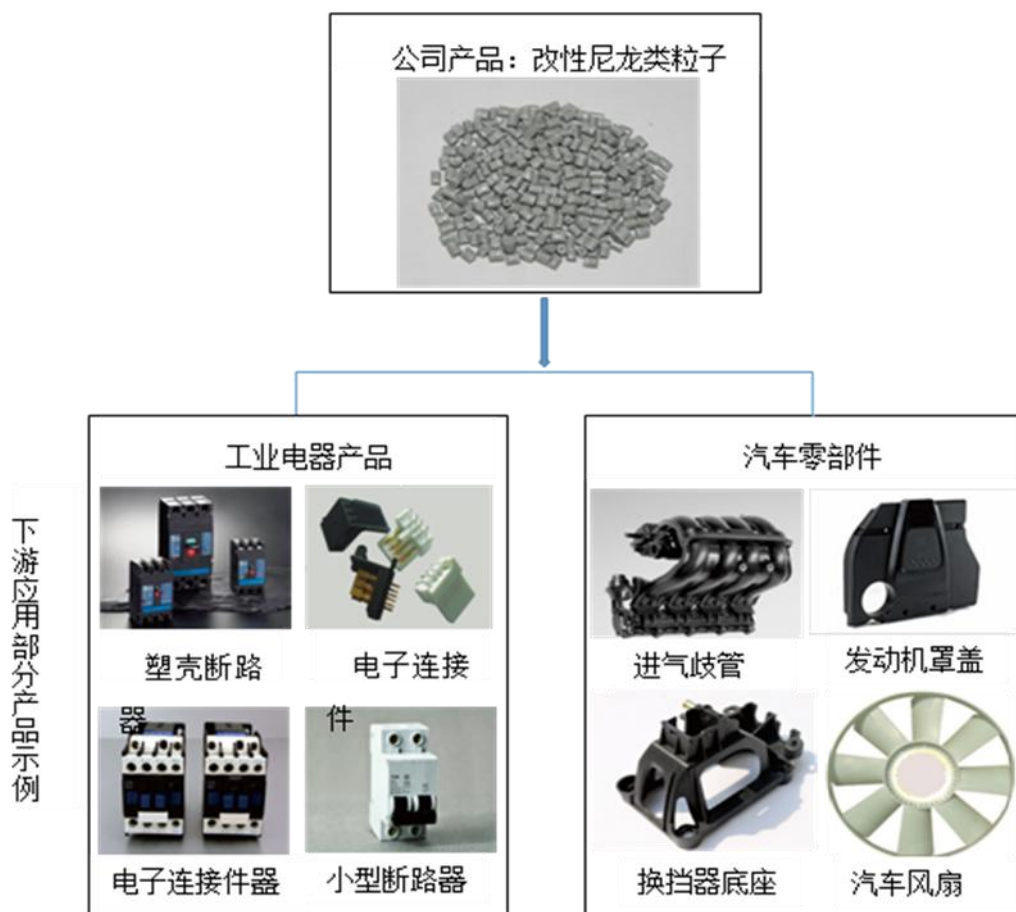 公司产品：改性尼龙类粒子
下游应用部分产品示例
工业电器产品
塑壳断路
器
电子连接
件
电子连接件器
小型断路器
汽车零部件
进气歧管
发动机罩盖
换挡器底座
汽车风扇